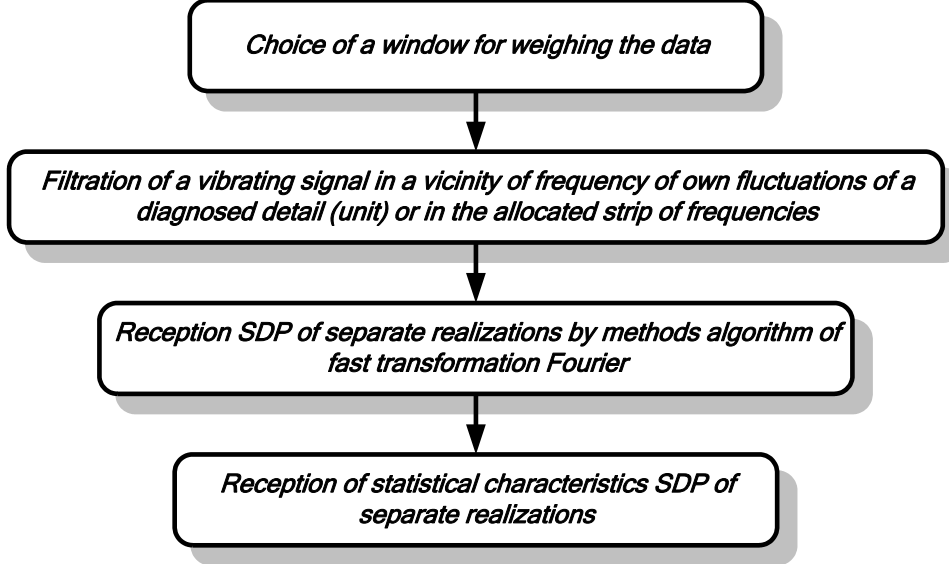 Choice of a window for weighing the data
Filtration of a vibrating signal in a vicinity of frequency of own fluctuations of a
diagnosed detail (unit) or in the allocated strip of frequencies
Reception SDP of separate realizations by methods algorithm of
fast transformation Fourier
Reception of statistical characteristics SDP of
separate realizations